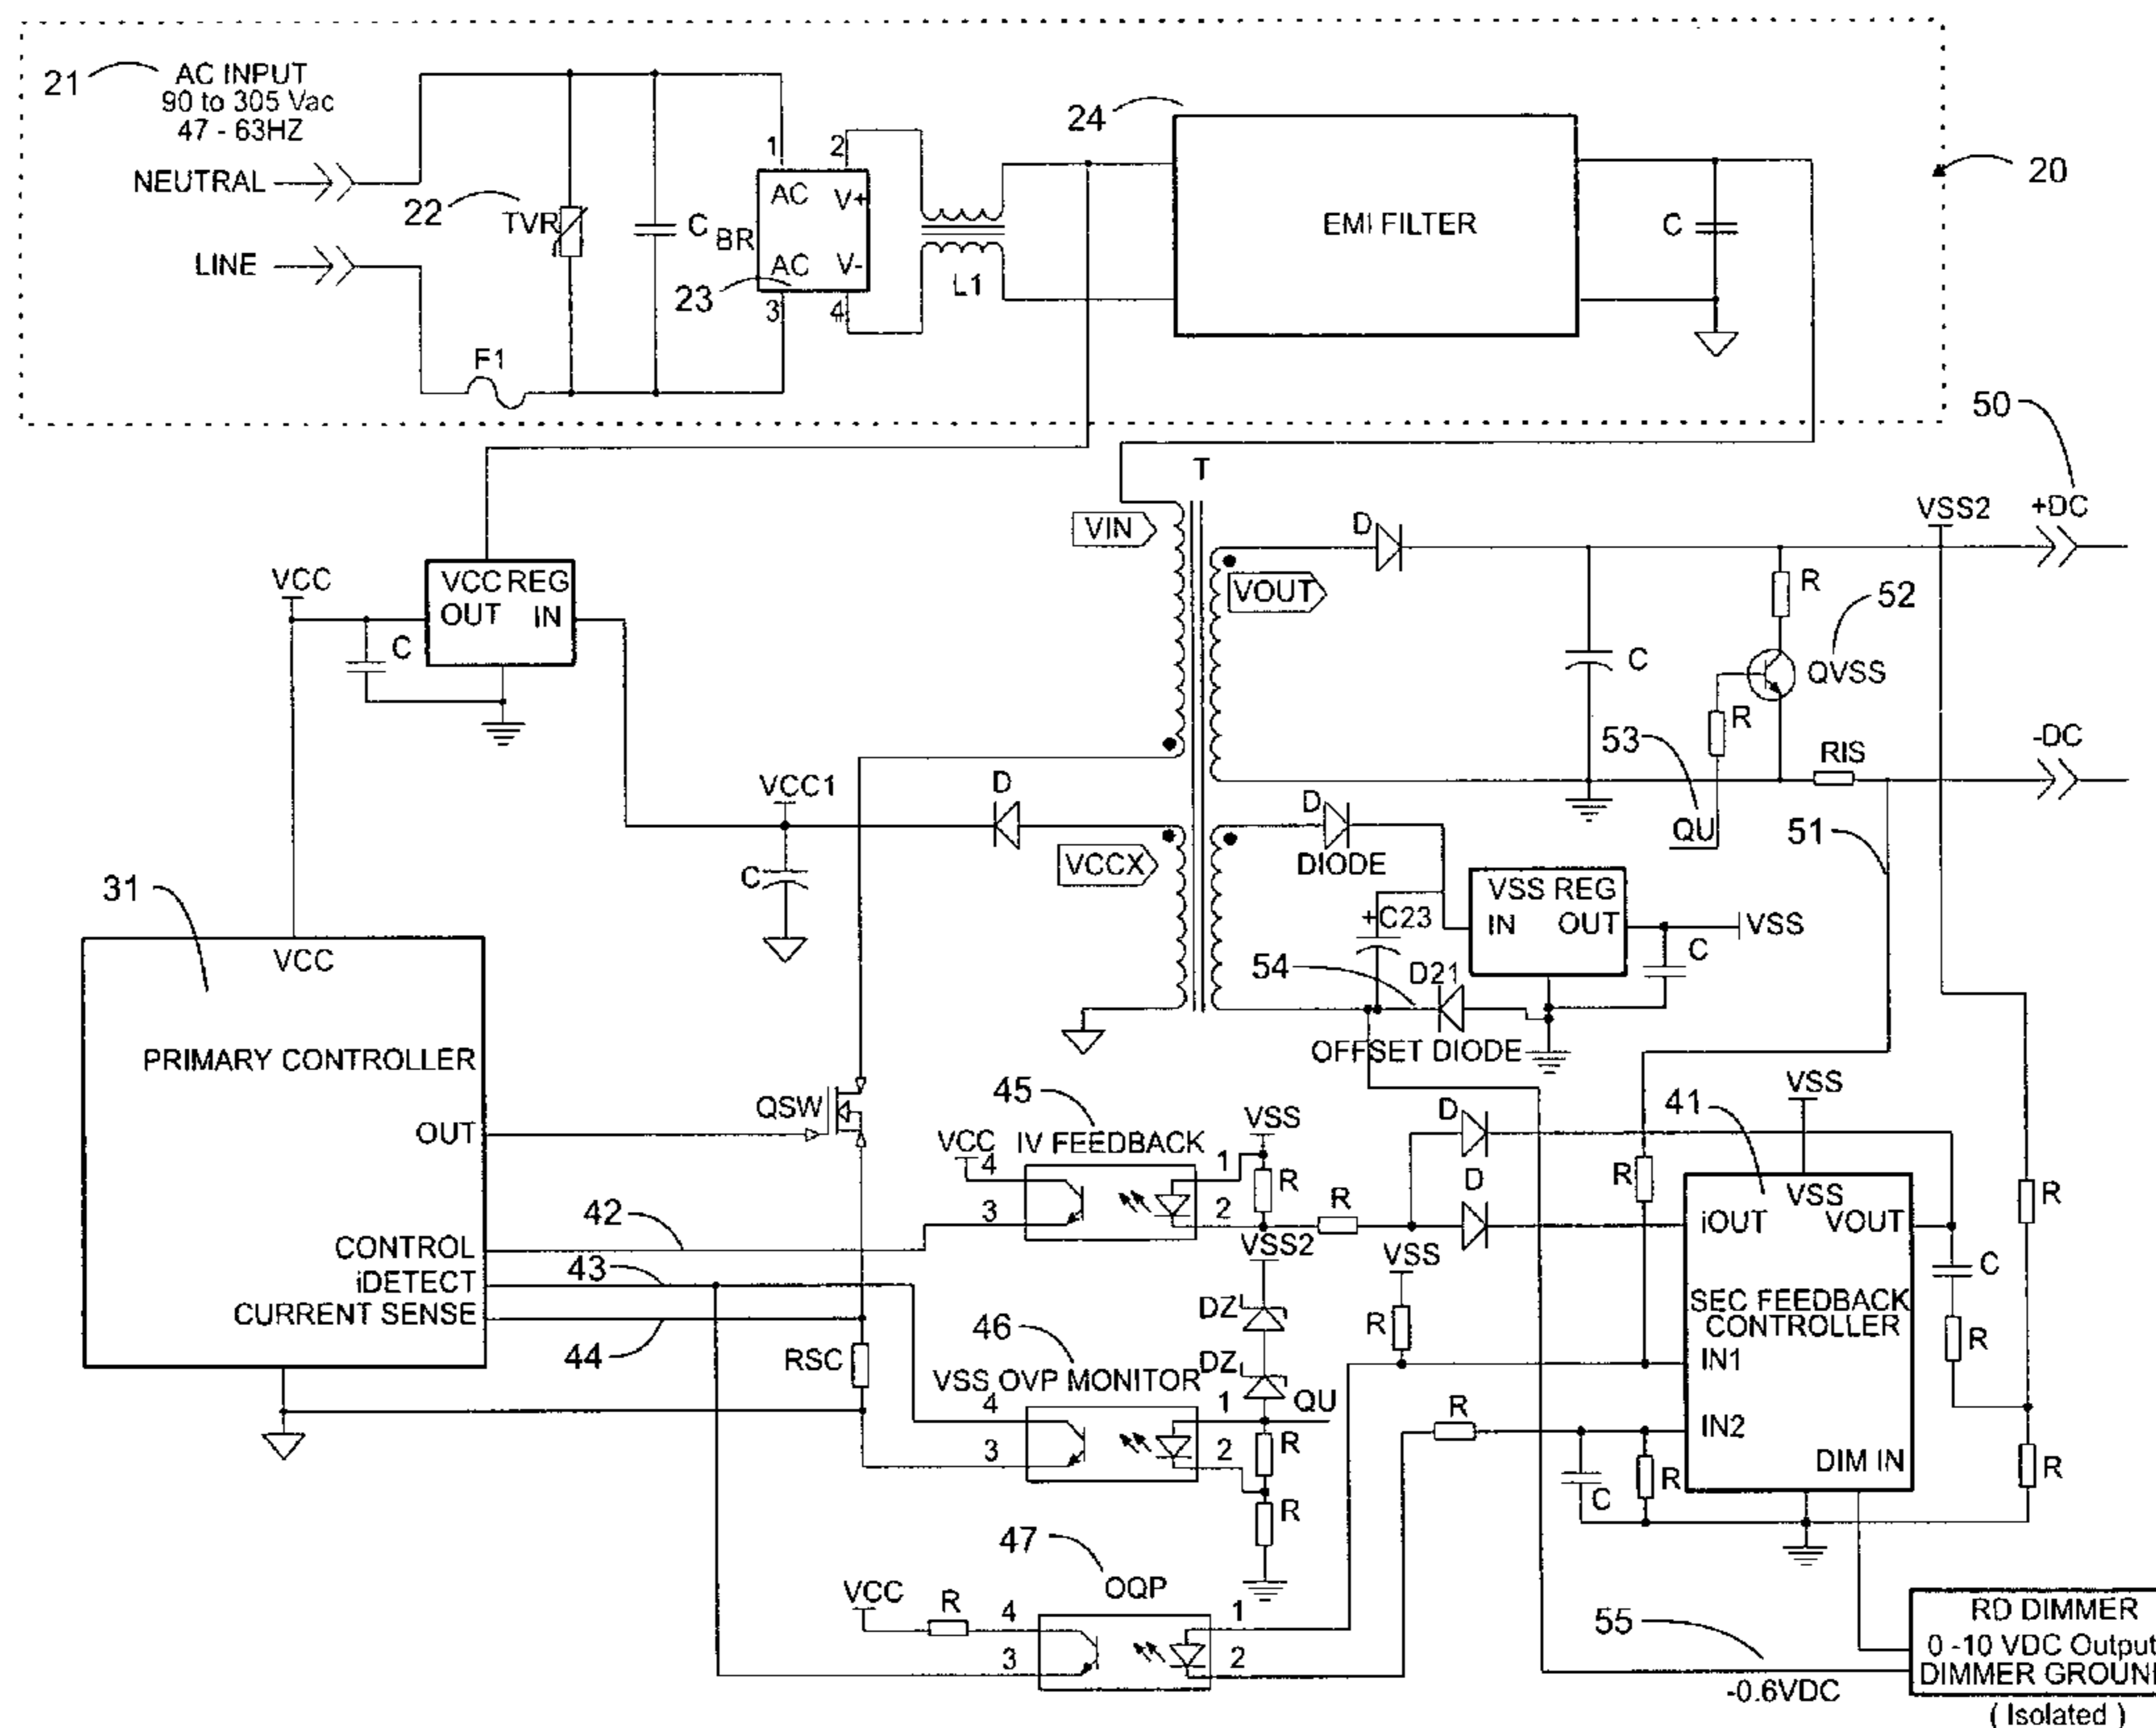 21
AC INPUT
90 to 305 Vac
47 - 63HZ
NEUTRAL
LINE
22
TVR
F1
C
BR
1
2
AC
V+
AC
V-
23
3
4
L1
24
EMI FILTER
C
20
50
T
VIN
VOUT
D
VSS2
+DC
R
52
QVSS
C
R
53
QU
RIS
-DC
51
VCC
VCC REG
OUT
IN
C
VCC1
D
C
VCCX
D
DIODE
+C23
VSS REG
IN
OUT
VSS
C
54
D21
OFFSET DIODE
31
VCC
PRIMARY CONTROLLER
OUT
CONTROL
iDETECT
CURRENT SENSE
QSW
42
43
44
RSC
45
IV FEEDBACK
VCC
4
3
1
2
VSS
R
R
VSS2
DZ
DZ
46
VSS OVP MONITOR
4
3
1
2
QU
R
R
47
OQP
VCC
R
4
3
1
2
D
D
VSS
R
R
41
VSS
VSS
iOUT
VOUT
SEC FEEDBACK
CONTROLLER
IN1
IN2
DIM IN
C
R
R
R
R
C
R
55
-0.6VDC
RD DIMMER
0 -10 VDC Output
DIMMER GROUN
( Isolated )